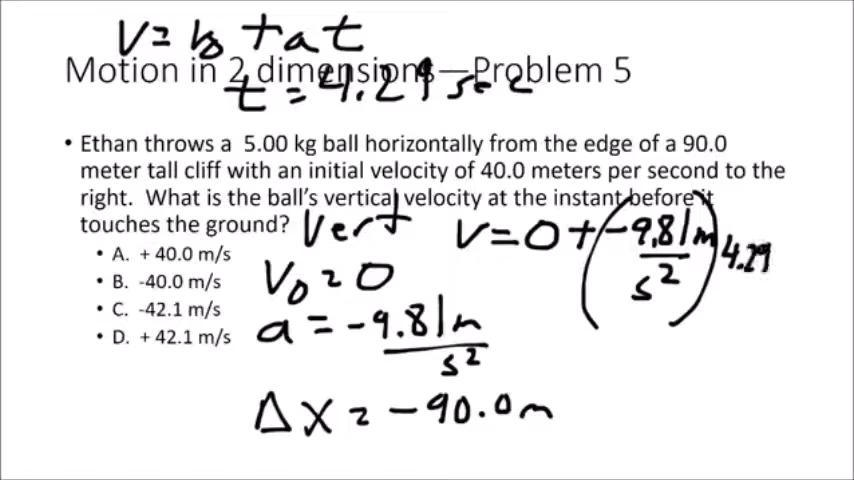 V = V₀ + a t
Motion in 2 dimensions—Problem 5
t = 4.29 sec
• Ethan throws a 5.00 kg ball horizontally from the edge of a 90.0
meter tall cliff with an initial velocity of 40.0 meters per second to the
right. What is the ball's vertical velocity at the instant before it
touches the ground?
Vert
V = 0 + (-9.81 m/s²) 4.29
• A. + 40.0 m/s
• B. -40.0 m/s
• C. -42.1 m/s
• D. + 42.1 m/s
V₀ = 0
a = -9.81 m/s²
Δx = -90.0 m